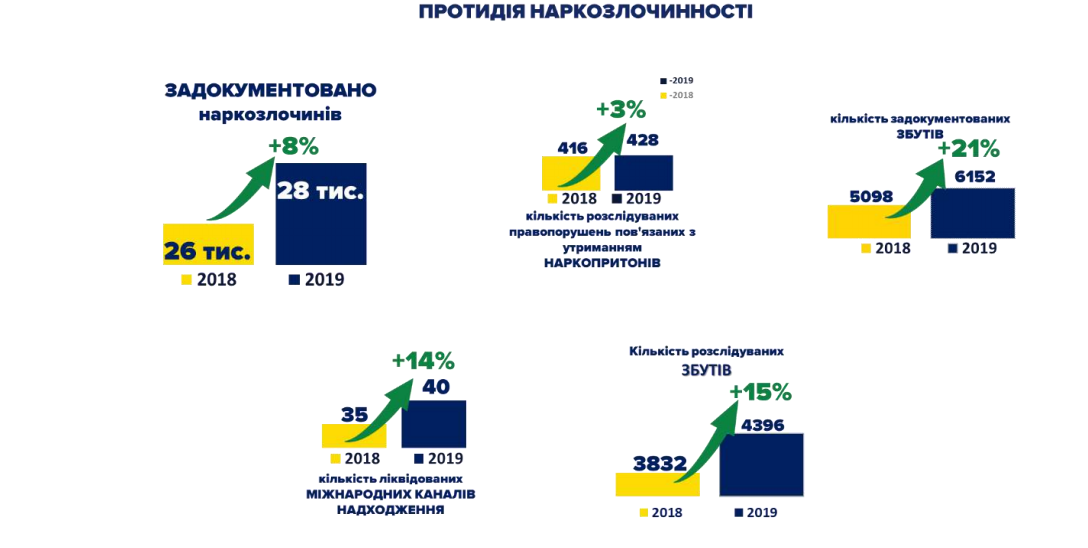 ПРОТИДІЯ НАРКОЗЛОЧИННОСТІ
ЗАДОКУМЕНТОВАНО
наркозлочинів
+8%
28 тис.
26 тис.
2018 2019
-2019
-2018
+3%
416 428
2018 2019
кількість розслідуваних
правопорушень пов'язаних з
утриманням
НАРКОПРИТОНІВ
кількість задокументованих
ЗБУТІВ
+21%
5098 6152
2018 2019
+14%
35 40
2018 2019
кількість ліквідованих
МІЖНАРОДНИХ КАНАЛІВ
НАДХОДЖЕННЯ
Кількість розслідуваних
ЗБУТІВ
+15%
4396
3832
2018 2019